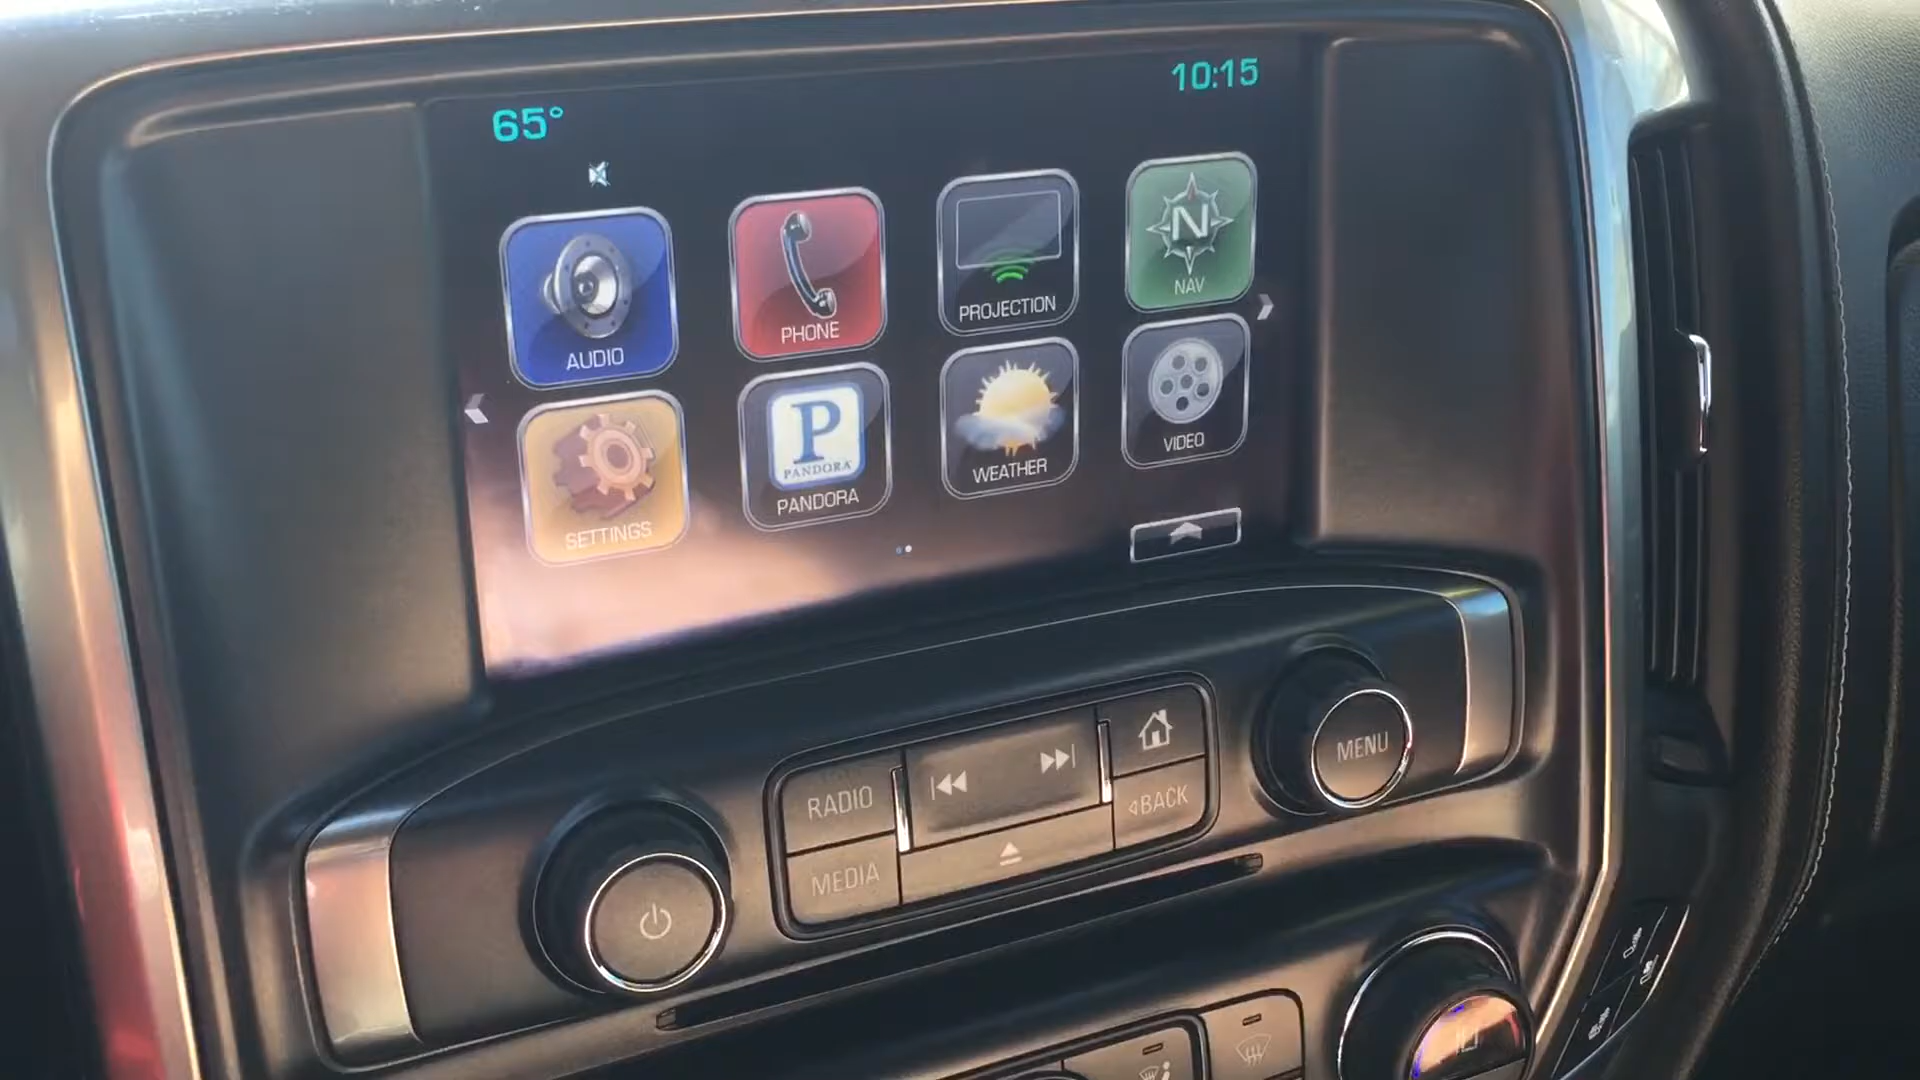 65°
10:15
AUDIO
PHONE
PROJECTION
N
NAV
SETTINGS
P
PANDORA
PANDORA
WEATHER
VIDEO
RADIO
MEDIA
BACK
MENU